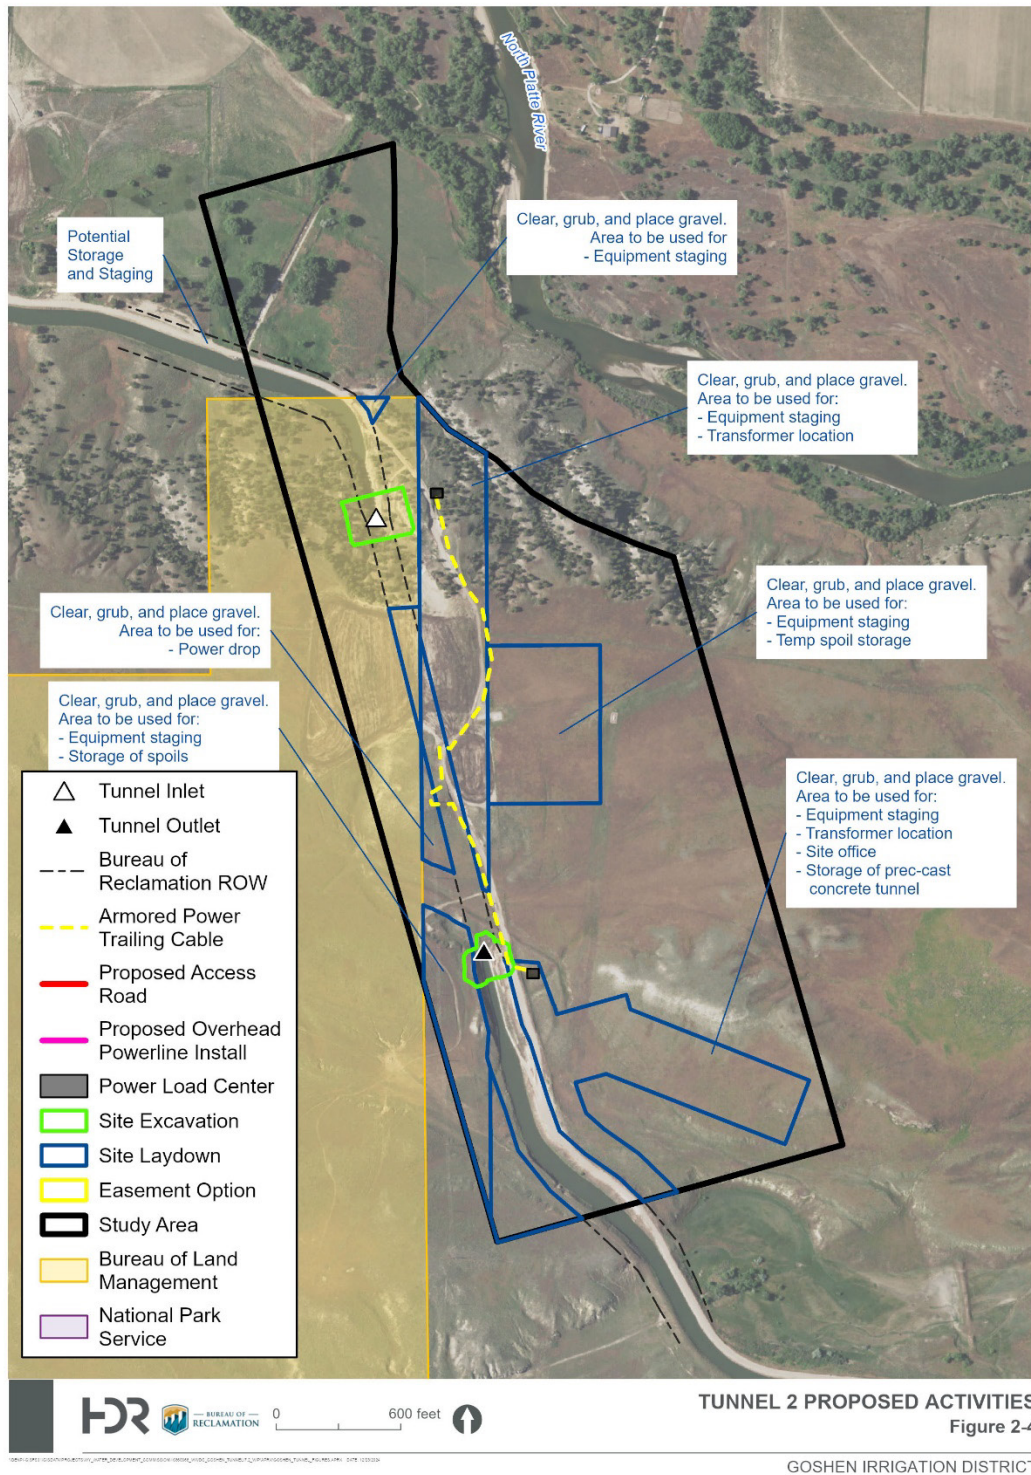 North Platte River
Potential
Storage
and Staging
Clear, grub, and place gravel.
Area to be used for
- Equipment staging
Clear, grub, and place gravel.
Area to be used for:
- Equipment staging
- Transformer location
Clear, grub, and place gravel.
Area to be used for:
- Equipment staging
- Temp spoil storage
Clear, grub, and place gravel.
Area to be used for:
- Power drop
Clear, grub, and place gravel.
Area to be used for:
- Equipment staging
- Storage of spoils
Clear, grub, and place gravel.
Area to be used for:
- Equipment staging
- Transformer location
- Site office
- Storage of prec-cast
concrete tunnel
Tunnel Inlet
Tunnel Outlet
Bureau of
Reclamation ROW
Armored Power
Trailing Cable
Proposed Access
Road
Proposed Overhead
Powerline Install
Power Load Center
Site Excavation
Site Laydown
Easement Option
Study Area
Bureau of Land
Management
National Park
Service
HDR
BUREAU OF
RECLAMATION
0 600 feet
TUNNEL 2 PROPOSED ACTIVITIES
Figure 2-4
GOSHEN IRRIGATION DISTRICT